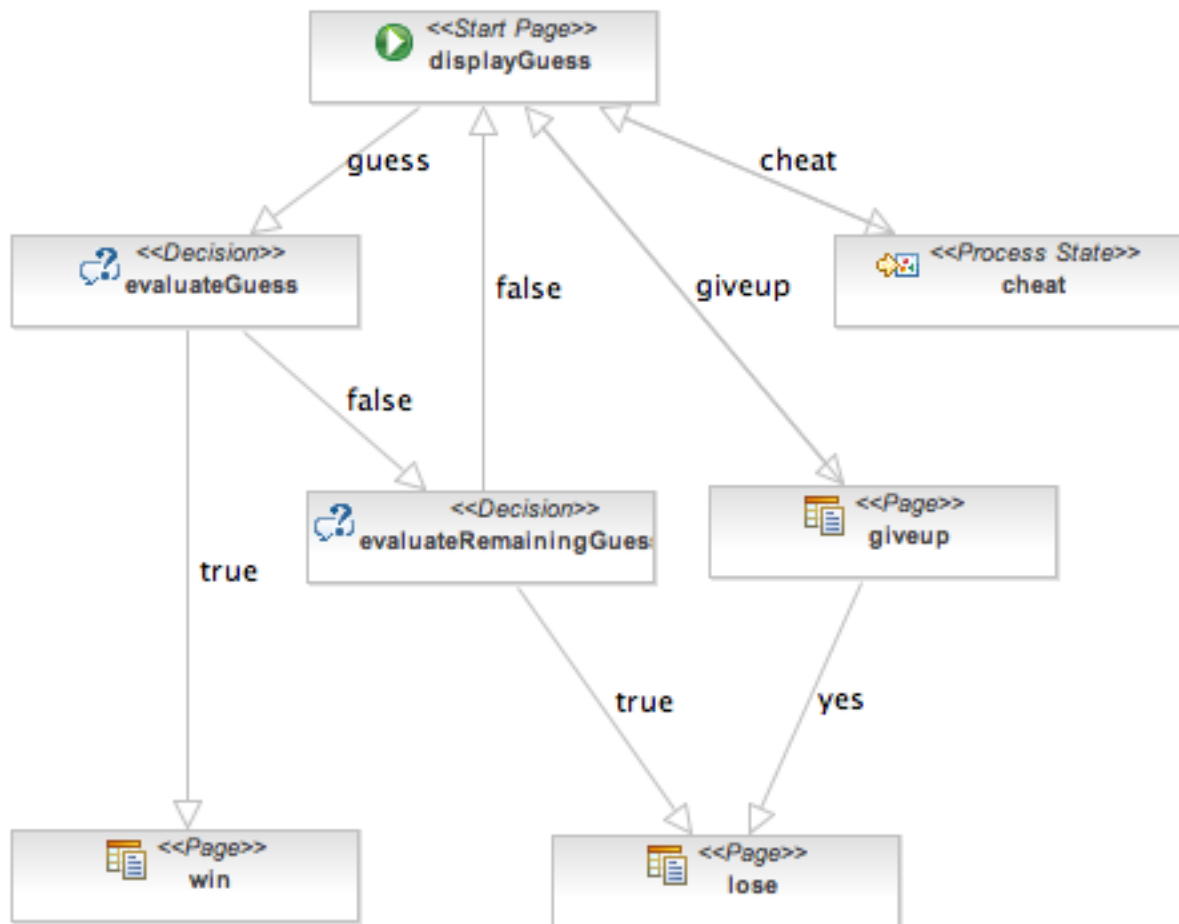 <<Start Page>>
displayGuess
guess
cheat
<<Decision>>
evaluateGuess
false
giveup
<<Process State>>
cheat
false
<<Decision>>
evaluateRemainingGues
<<Page>>
giveup
true
true
yes
<<Page>>
win
<<Page>>
lose